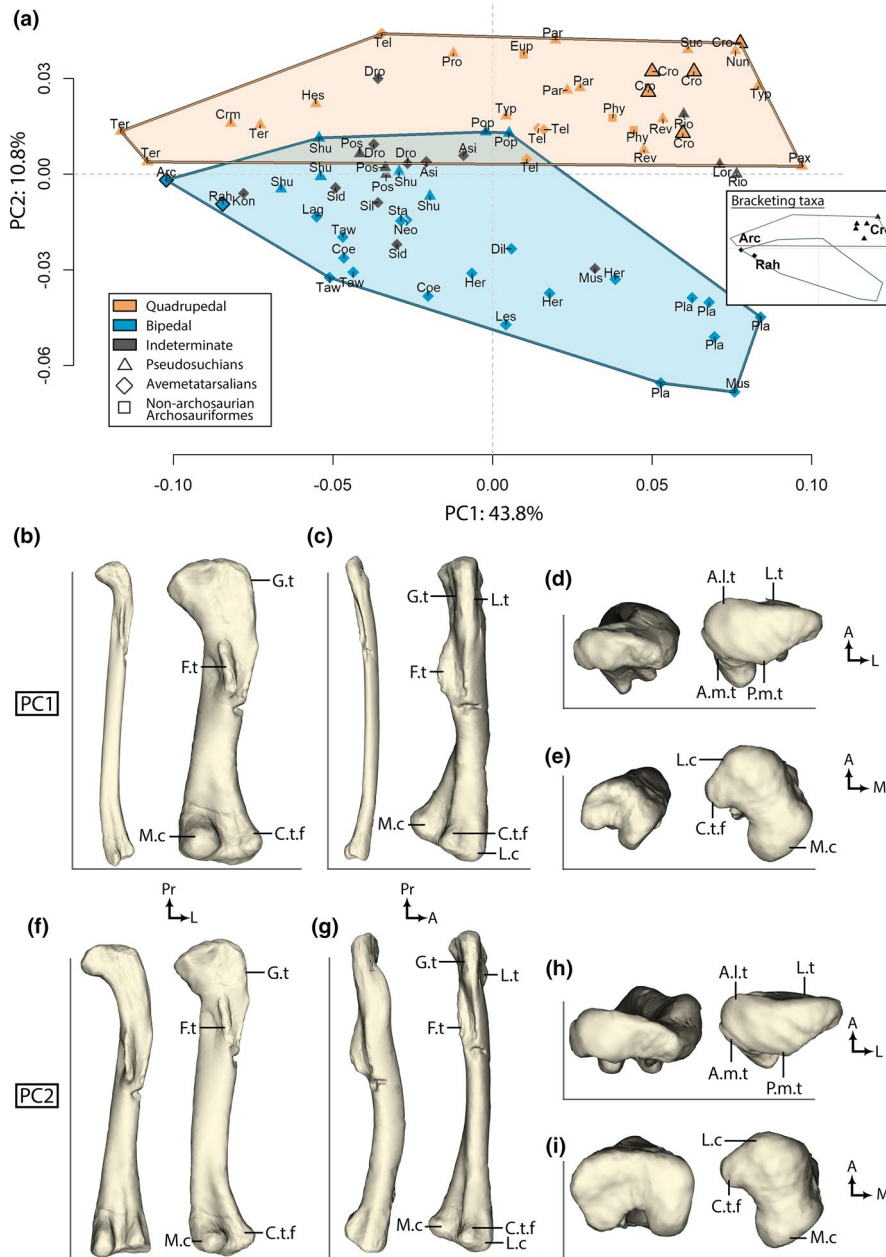 (a)
Tel
Par
Suc
Cro
Eup
Pro
Nun
Dro
Cro
Cro
Par
Par
Cro
Typ
Hes
Crm
Ter
Typ
Phy
Rio
Ter
Pop
Tel
Tel
Phy
Rev
Cro
Shu
Pos
Pop
Asi
Ter
Dro
Dro
Asi
Tel
Rev
Lor
Pax
Arc
Shu
Pos
Shu
Rio
Rah
Kon
Shu
Sid
Pos
Shu
Lag
Sil
Sta
Neo
Taw
Sid
Dil
Coe
Taw
Taw
Coe
Her
Mus
Her
Her
Pla
Pla
Les
Pla
Pla
Pla
Mus
0.03
0.00
-0.03
-0.06
PC2: 10.8%
-0.10
-0.05
0.00
0.05
0.10
PC1: 43.8%
Bracketing taxa
Arc
Rah
Quadrupedal
Bipedal
Indeterminate
Pseudosuchians
Avemetatarsalians
Non-archosaurian
Archosauriformes
(b)
(c)
(d)
G.t
F.t
M.c
C.t.f
G.t
L.t
F.t
M.c
C.t.f
L.c
A.l.t
L.t
A.m.t
P.m.t
A
L
PC1
(e)
L.c
C.t.f
M.c
A
M
Pr
L
Pr
A
(f)
(g)
(h)
G.t
F.t
M.c
C.t.f
G.t
L.t
F.t
M.c
C.t.f
L.c
A.l.t
L.t
A.m.t
P.m.t
A
L
PC2
(i)
L.c
C.t.f
M.c
A
M